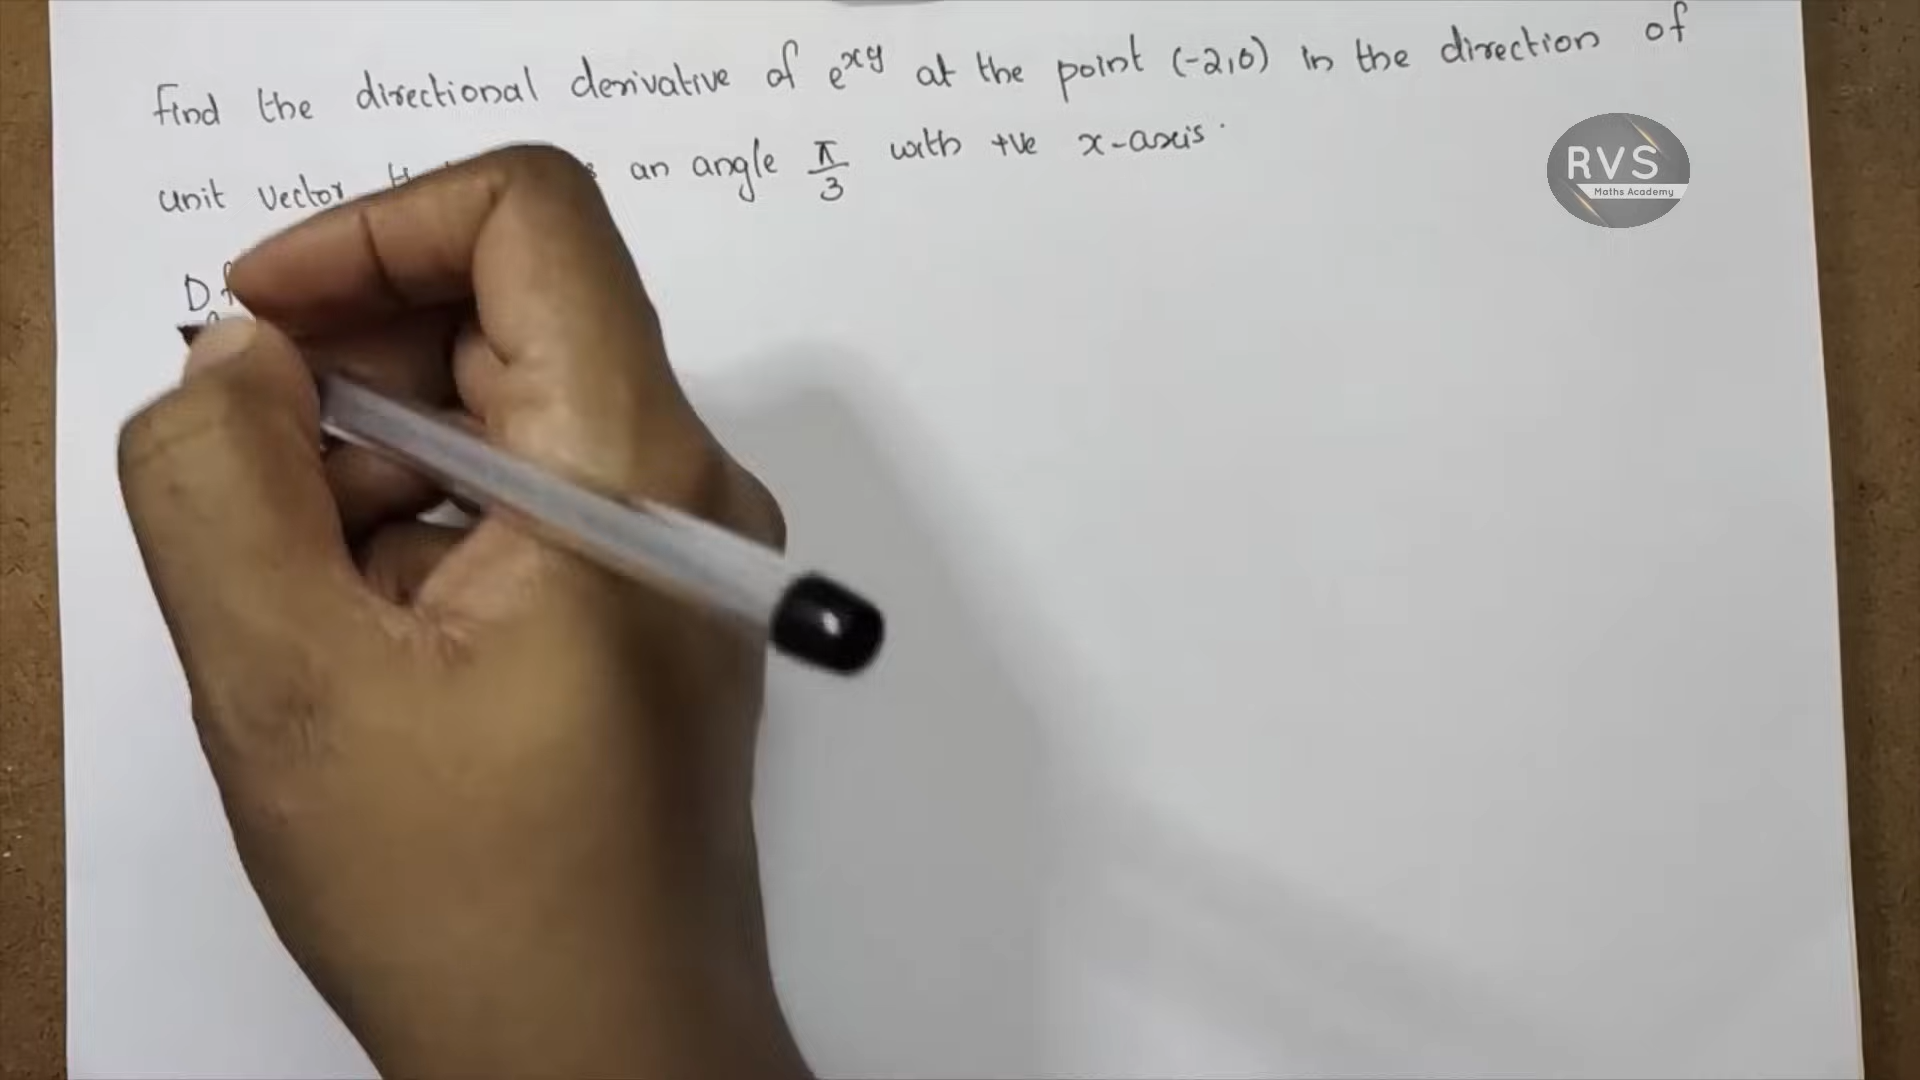 Find the directional derivative of e^xy at the point (-2,0) in the direction of
unit vector an angle π/3 with +ve x-axis.
RVS
Maths Academy
D